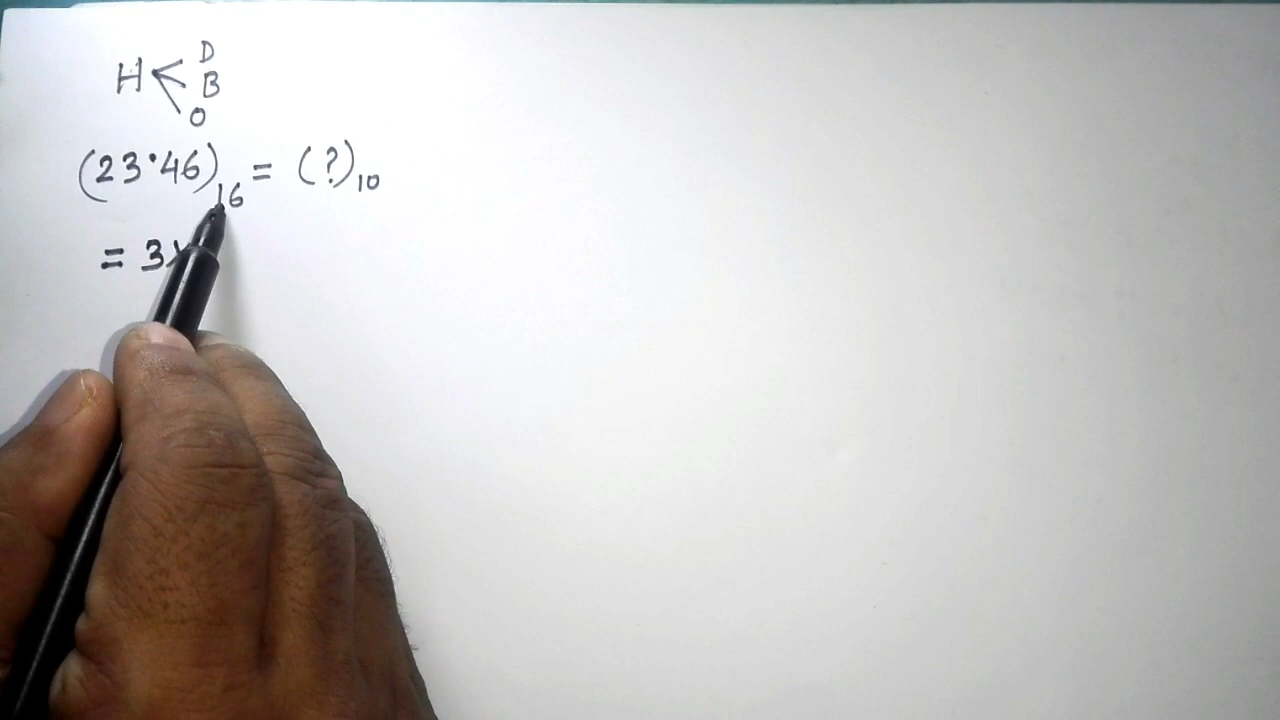 H < D
B
O
(23.46)16 = (?)10
= 3×